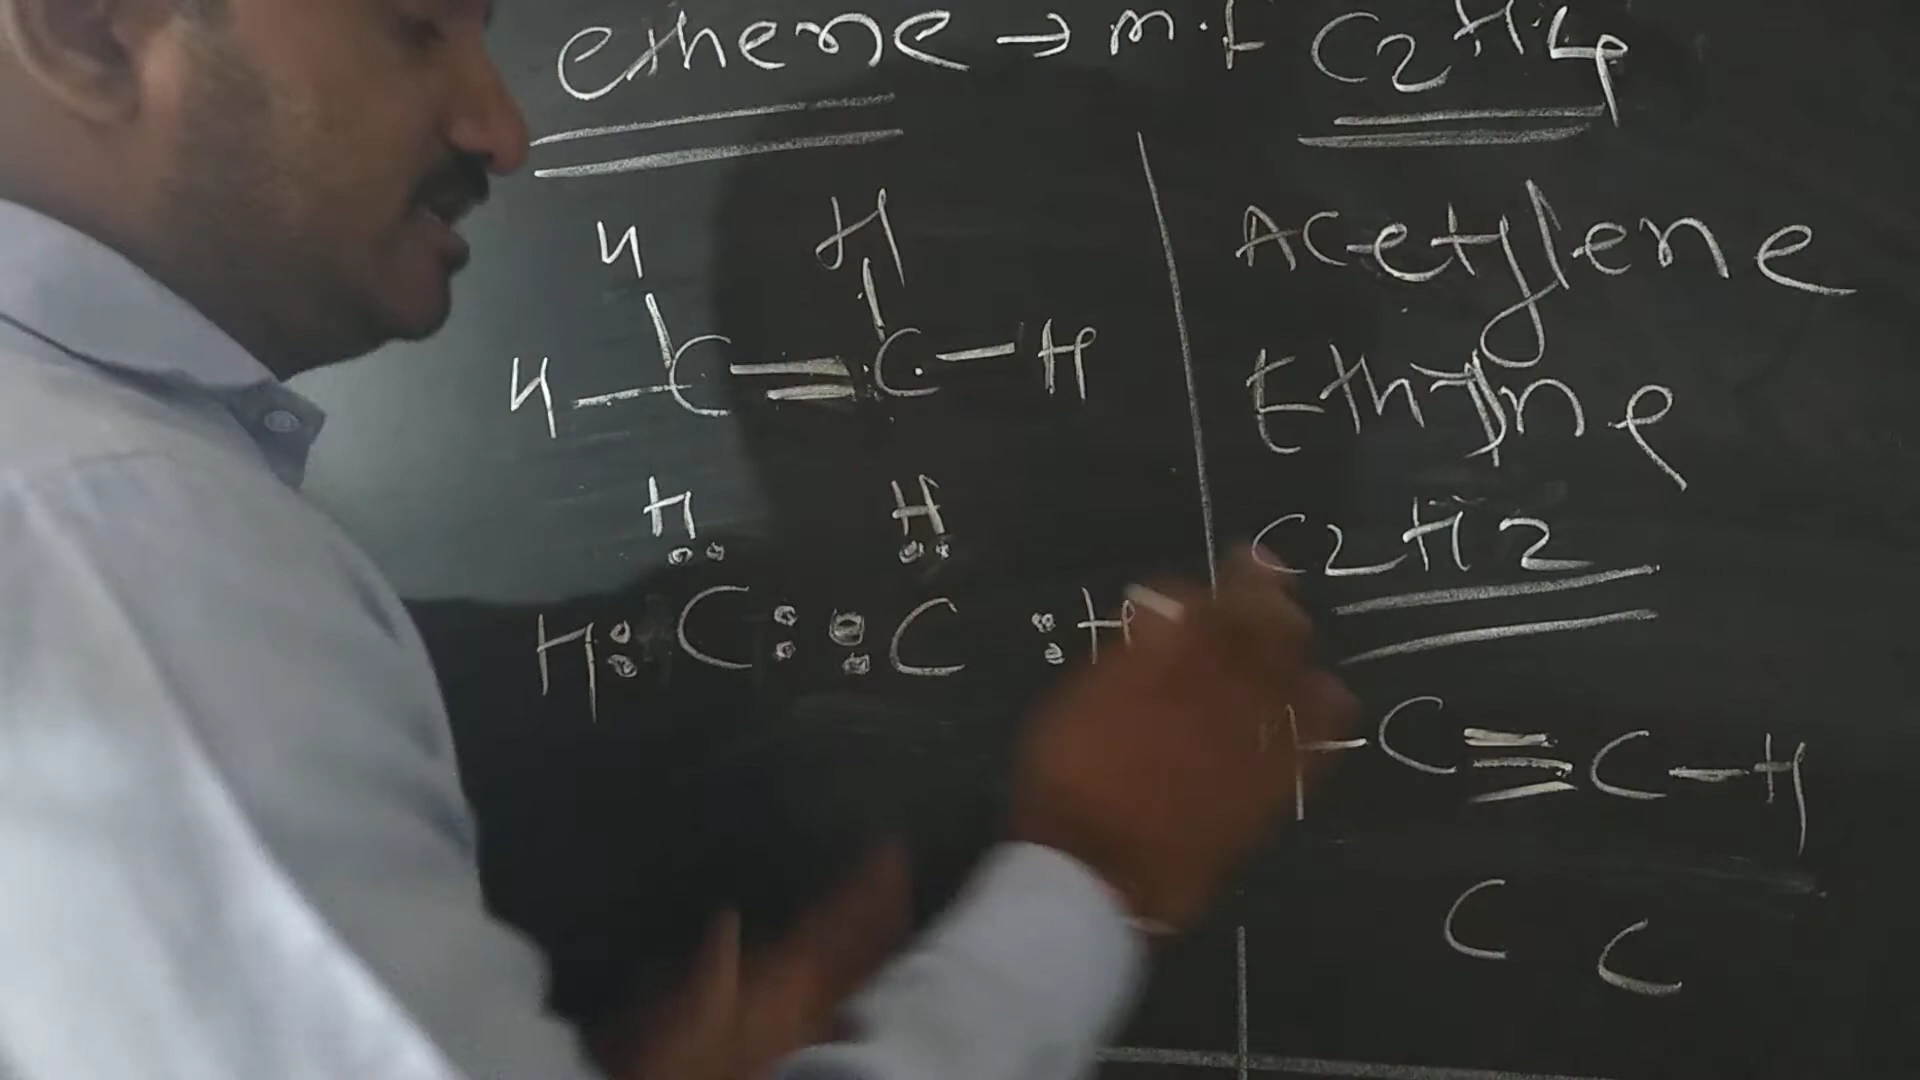 ethene → m.f C2H4
H H
H-C=C-H
H H
H:C::C:H
Acetylene
Ethyne
C2H2
H-C≡C-H
C C